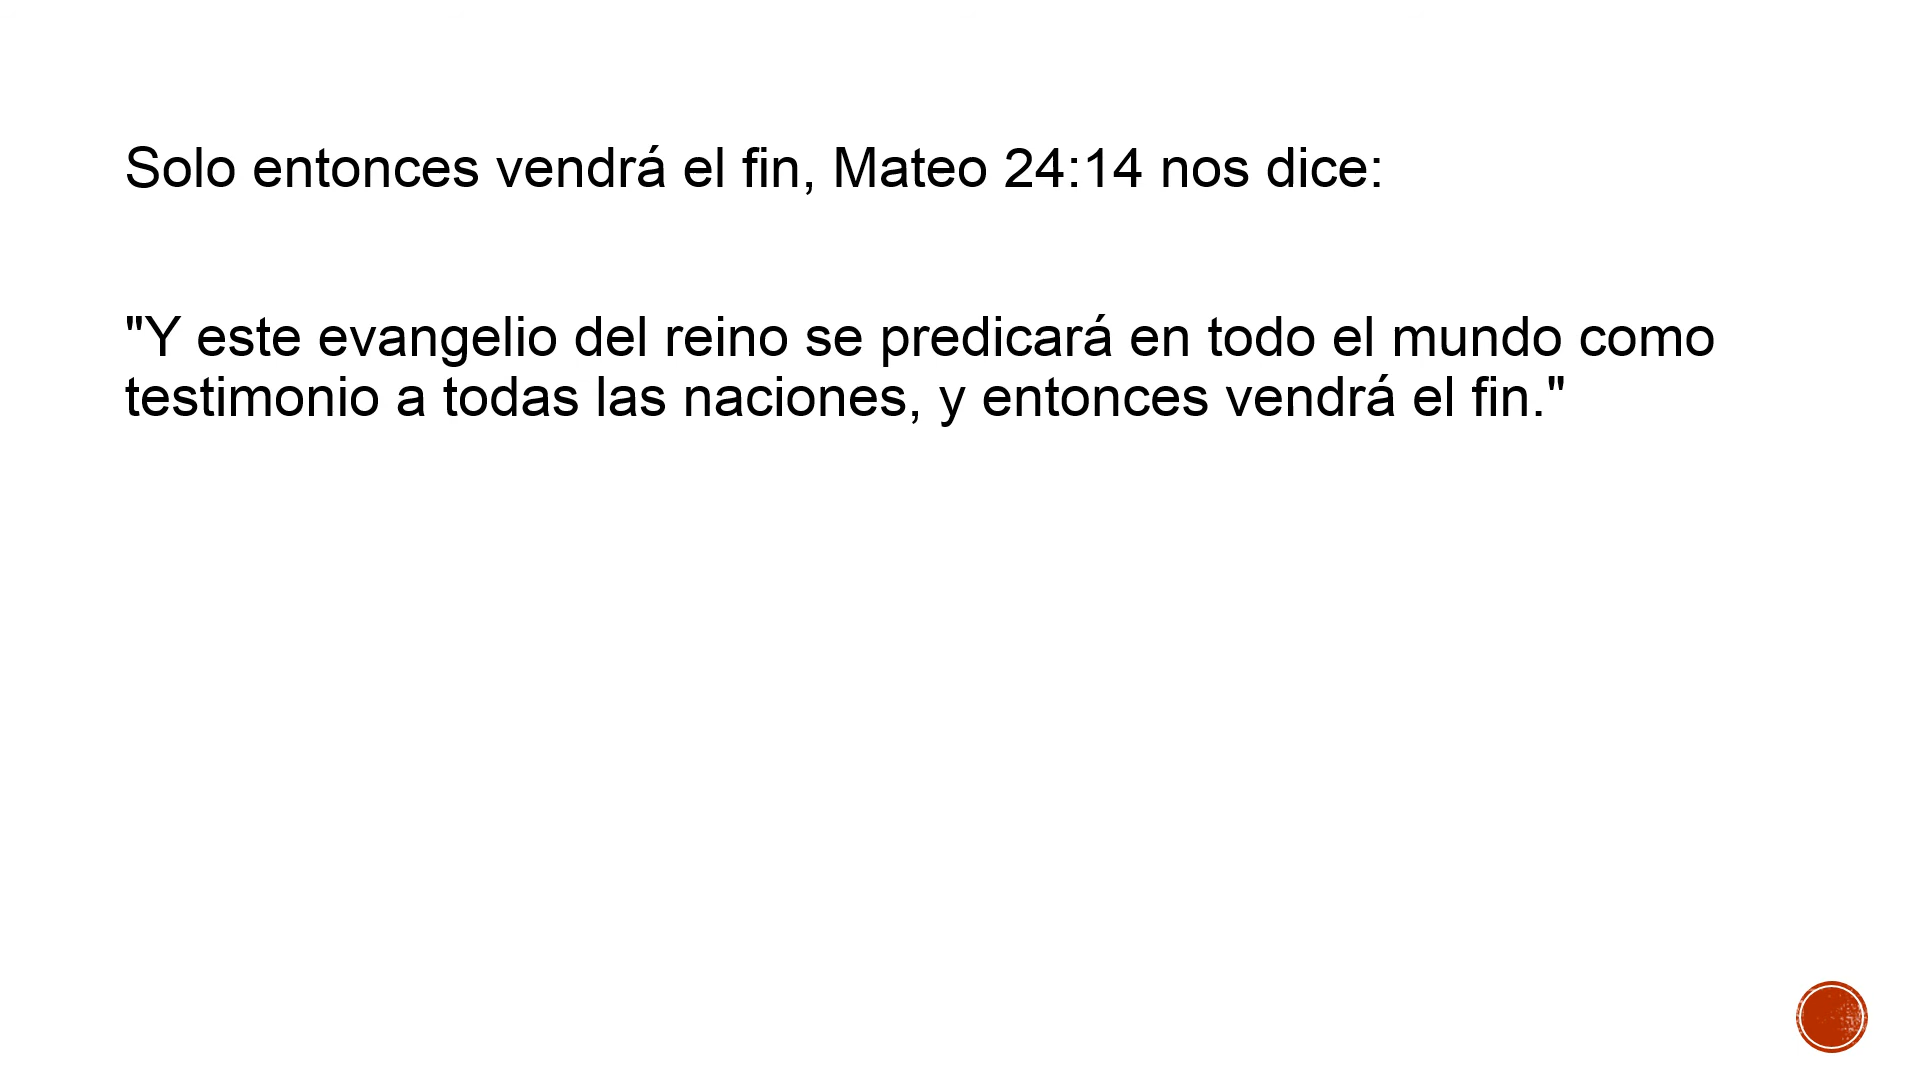 Solo entonces vendrá el fin, Mateo 24:14 nos dice:
"Y este evangelio del reino se predicará en todo el mundo como
testimonio a todas las naciones, y entonces vendrá el fin."